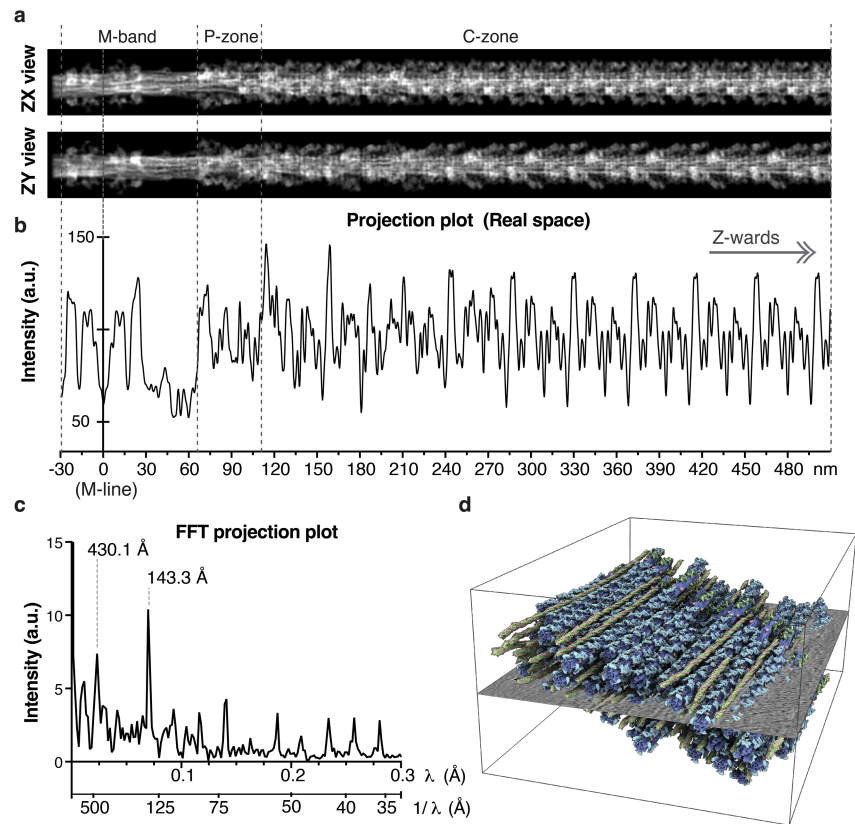 a
M-band P-zone C-zone
ZX view
ZY view
b
Projection plot (Real space)
Z-wards
150
50
Intensity (a.u.)
-30 0 30 60 90 120 150 180 210 240 270 300 330 360 390 420 450 480 nm
(M-line)
c
FFT projection plot
430.1 Å
143.3 Å
15
10
5
0
Intensity (a.u.)
0.1 0.2 0.3 λ (Å)
500 125 75 50 40 35 1/λ (Å)
d